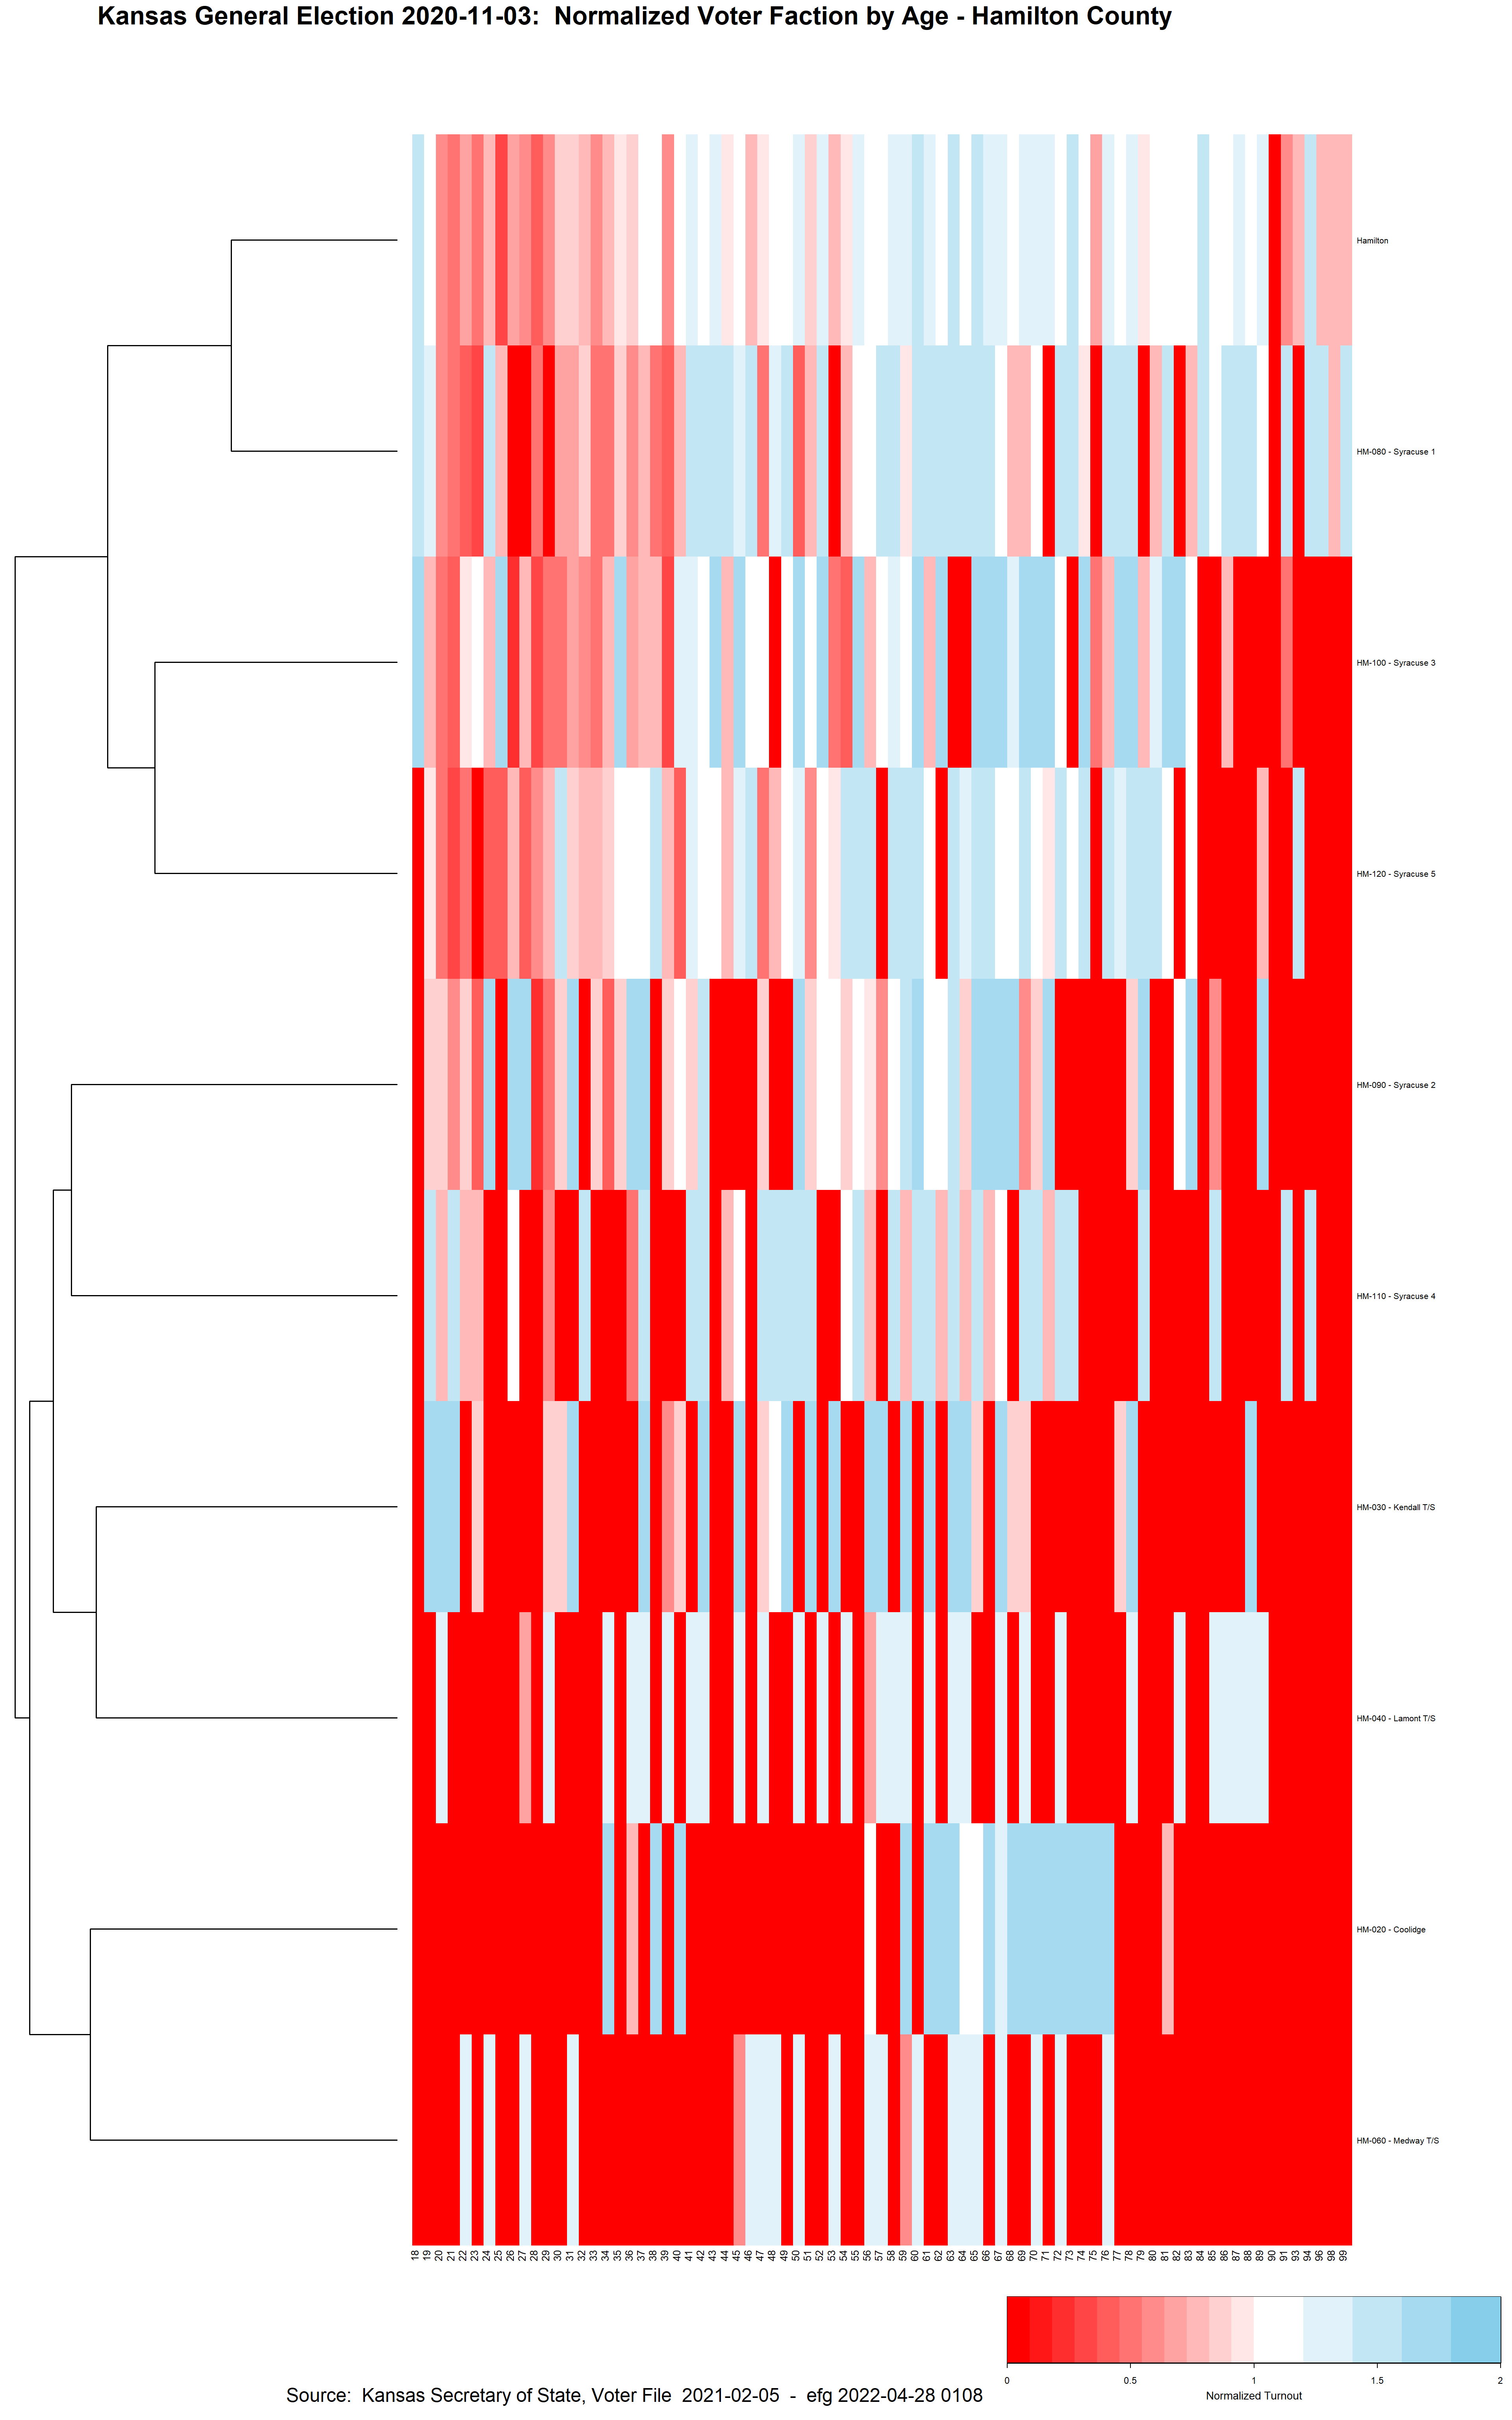 Kansas General Election 2020-11-03:  Normalized Voter Faction by Age - Hamilton County
Hamilton
HM-080 - Syracuse 1
HM-100 - Syracuse 3
HM-120 - Syracuse 5
HM-090 - Syracuse 2
HM-110 - Syracuse 4
HM-030 - Kendall T/S
HM-040 - Lamont T/S
HM-020 - Coolidge
HM-060 - Medway T/S
18 19 20 21 22 23 24 25 26 27 28 29 30 31 32 33 34 35 36 37 38 39 40 41 42 43 44 45 46 47 48 49 50 51 52 53 54 55 56 57 58 59 60 61 62 63 64 65 66 67 68 69 70 71 72 73 74 75 76 77 78 79 80 81 82 83 84 85 86 87 88 89 90 91 93 94 96 98 99
0 0.5 1 1.5 2
Normalized Turnout
Source:  Kansas Secretary of State, Voter File  2021-02-05  -  efg 2022-04-28 0108